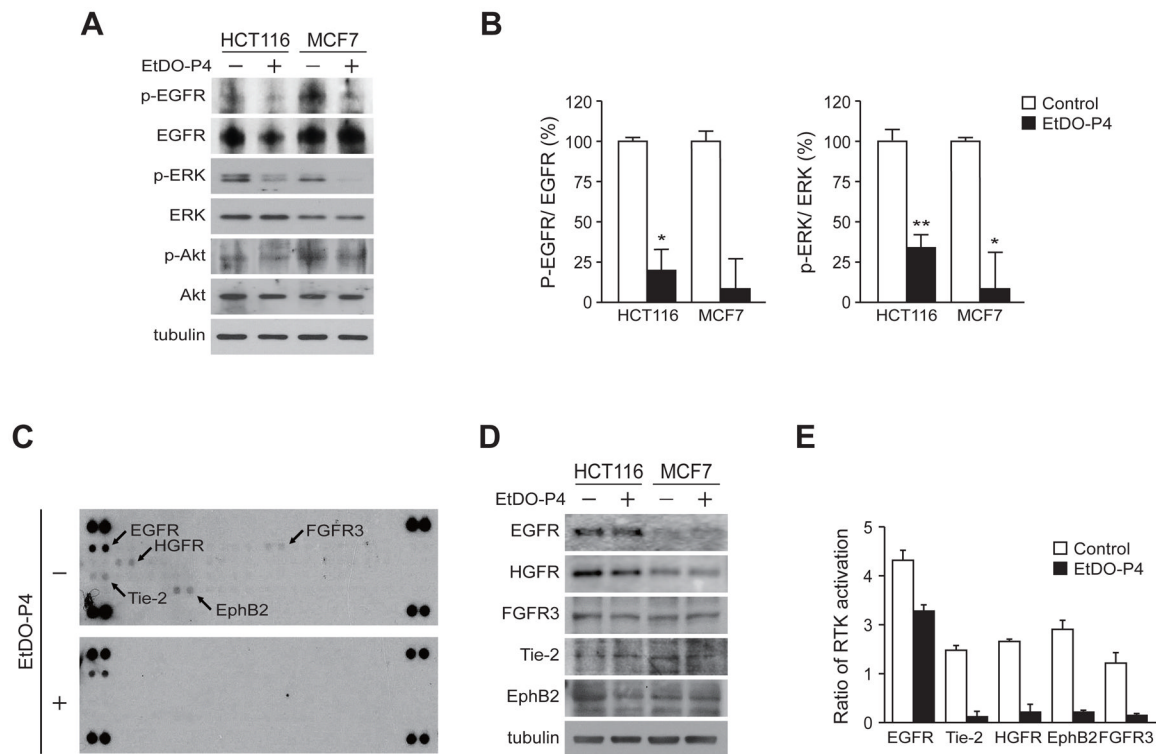 A
HCT116 MCF7
EtDO-P4 − + − +
p-EGFR
EGFR
p-ERK
ERK
p-Akt
Akt
tubulin
B
P-EGFR/ EGFR (%)
120
100
75
50
25
0
*
HCT116 MCF7
p-ERK/ ERK (%)
120
100
75
50
25
0
**
*
HCT116 MCF7
Control
EtDO-P4
C
EtDO-P4
−
+
EGFR
HGFR
FGFR3
Tie-2
EphB2
D
HCT116 MCF7
EtDO-P4 − + − +
EGFR
HGFR
FGFR3
Tie-2
EphB2
tubulin
E
Ratio of RTK activation
5
4
3
1
0
Control
EtDO-P4
EGFR Tie-2 HGFR EphB2 FGFR3